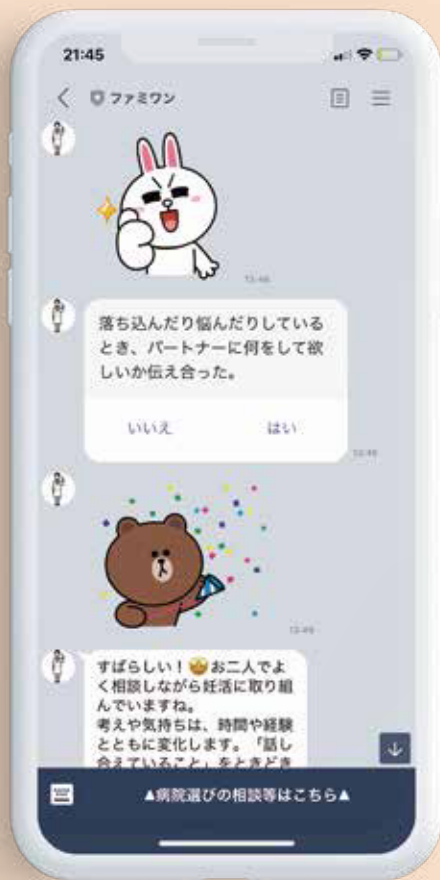 21:45
ファミワン
12:46
落ち込んだり悩んだりしている
とき、パートナーに何をして欲
しいか伝え合った。
いいえ はい
12:46
12:46
すばらしい！🤩お二人でよ
く相談しながら妊活に取り組
んでいますね。
考えや気持ちは、時間や経験
とともに変化します。「話し
合えていること」をときどき
▲病院選びの相談等はこちら▲